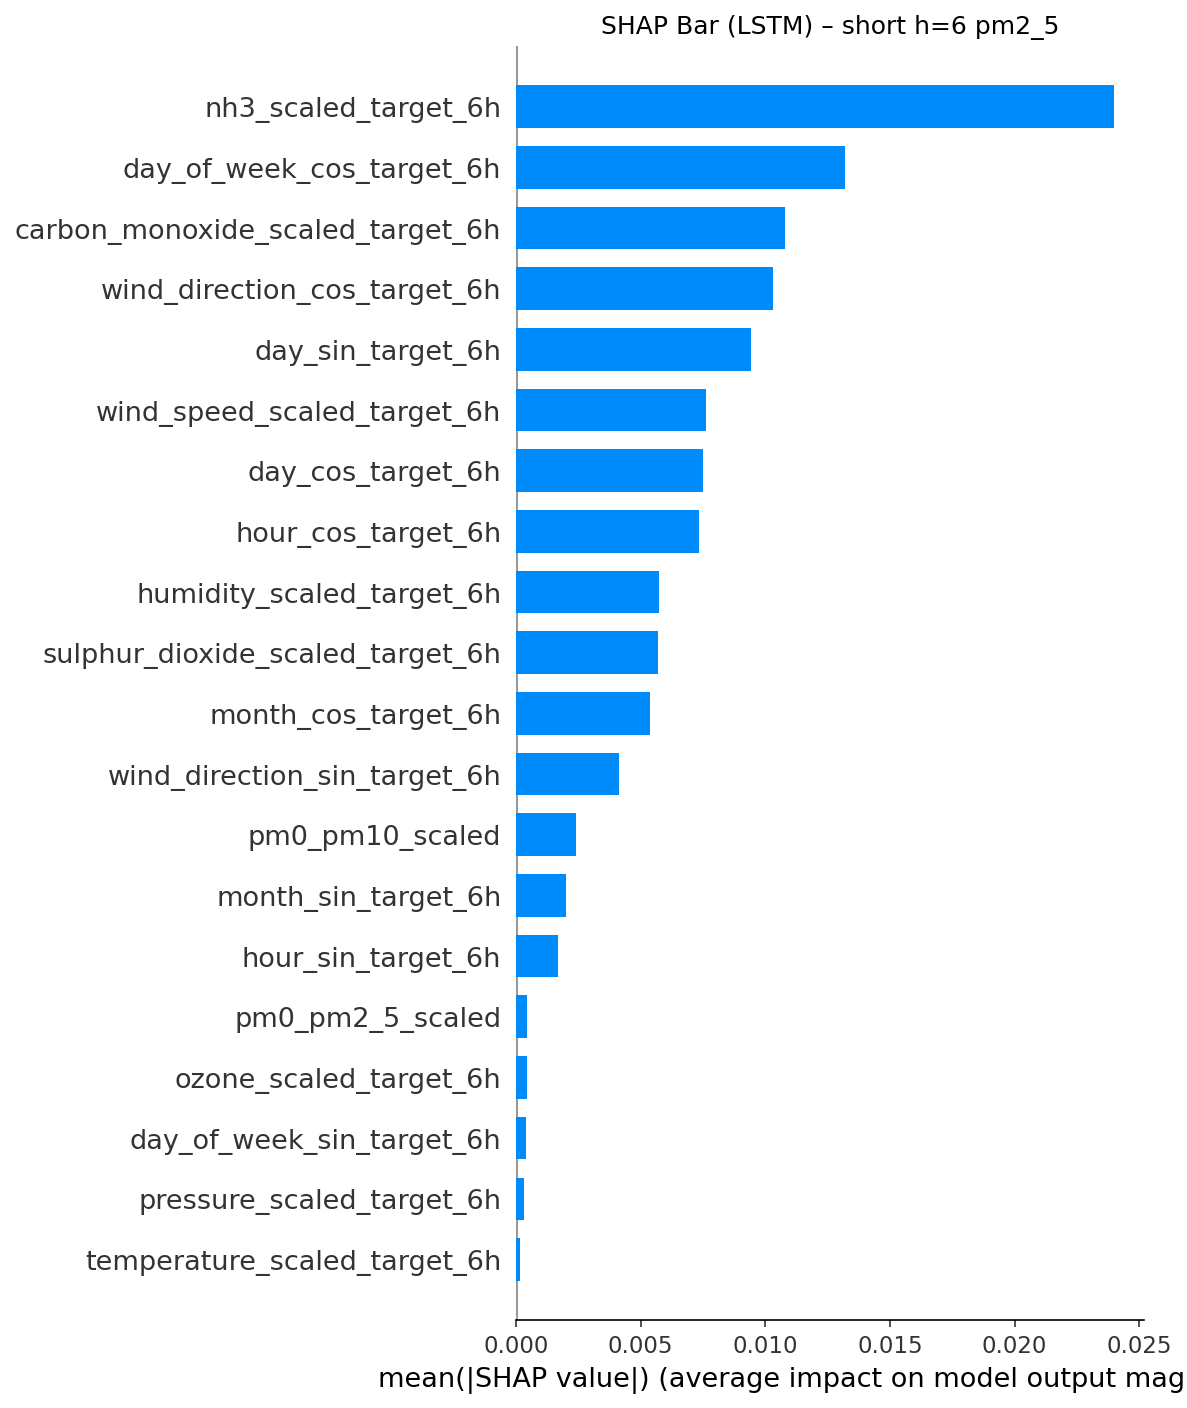 SHAP Bar (LSTM) – short h=6 pm2_5
nh3_scaled_target_6h
day_of_week_cos_target_6h
carbon_monoxide_scaled_target_6h
wind_direction_cos_target_6h
day_sin_target_6h
wind_speed_scaled_target_6h
day_cos_target_6h
hour_cos_target_6h
humidity_scaled_target_6h
sulphur_dioxide_scaled_target_6h
month_cos_target_6h
wind_direction_sin_target_6h
pm0_pm10_scaled
month_sin_target_6h
hour_sin_target_6h
pm0_pm2_5_scaled
ozone_scaled_target_6h
day_of_week_sin_target_6h
pressure_scaled_target_6h
temperature_scaled_target_6h
0.000 0.005 0.010 0.015 0.020 0.025
mean(|SHAP value|) (average impact on model output mag